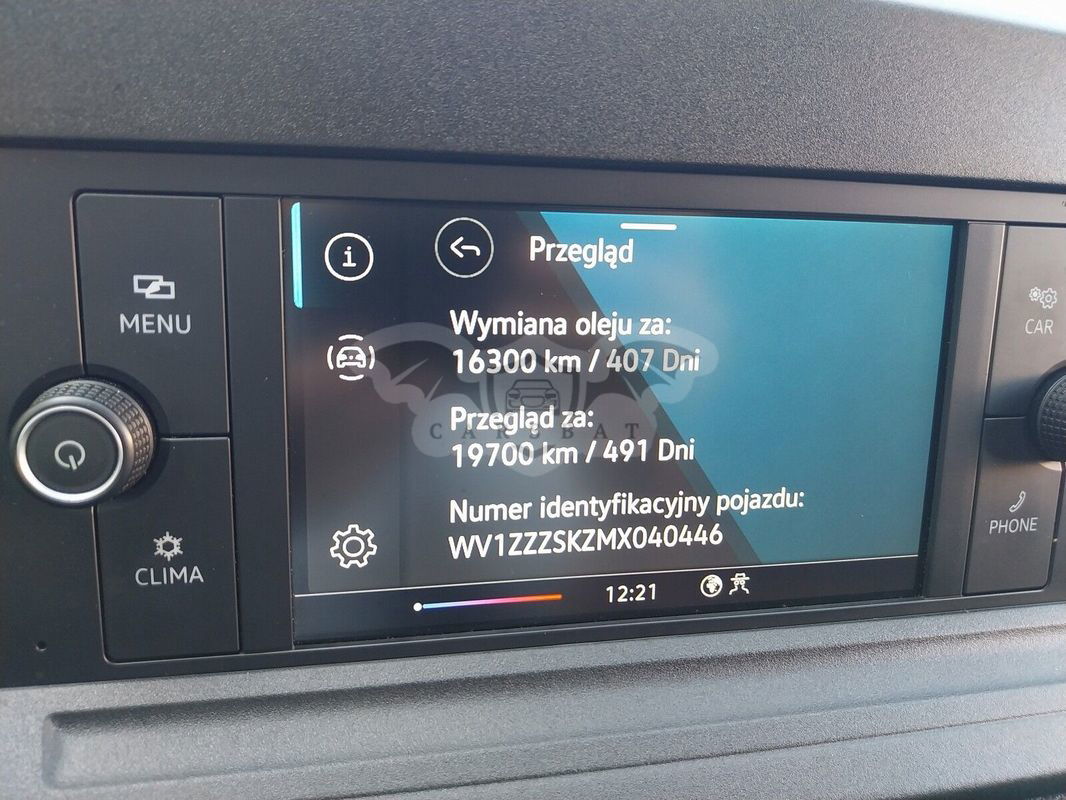 MENU
CLIMA
Przegląd
Wymiana oleju za:
16300 km / 407 Dni
Przegląd za:
19700 km / 491 Dni
Numer identyfikacyjny pojazdu:
WV1ZZZSKZMX040446
12:21
CAR
PHONE